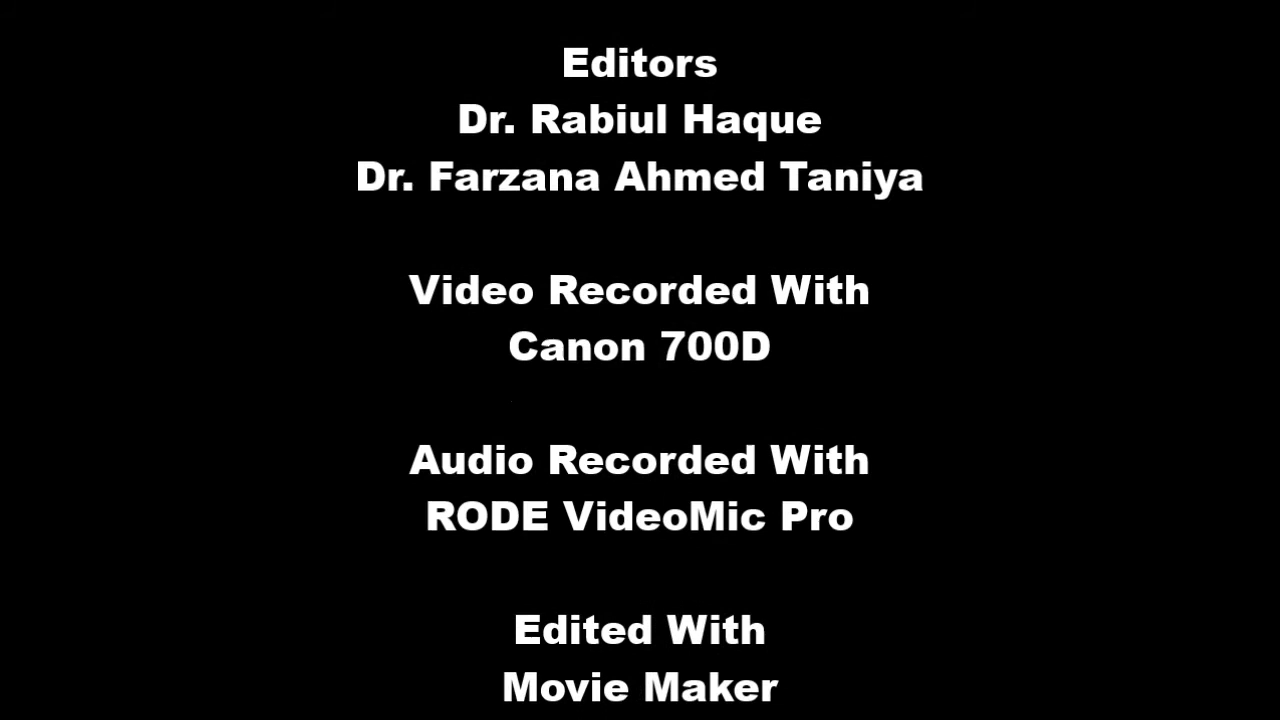 Editors
Dr. Rabiul Haque
Dr. Farzana Ahmed Taniya
Video Recorded With
Canon 700D
Audio Recorded With
RODE VideoMic Pro
Edited With
Movie Maker